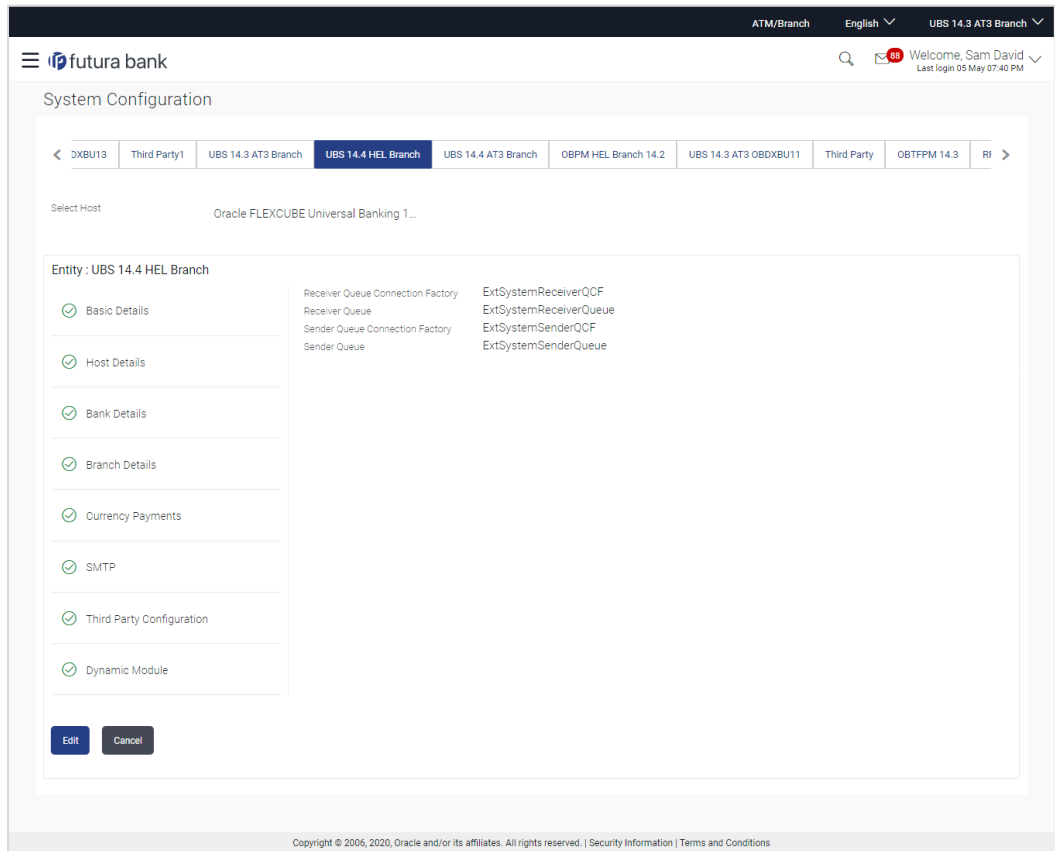 ATM/Branch English UBS 14.3 AT3 Branch
futura bank 88 Welcome, Sam David
Last login 05 May 07:40 PM
System Configuration
DXBU13 Third Party1 UBS 14.3 AT3 Branch UBS 14.4 HEL Branch UBS 14.4 AT3 Branch OBPM HEL Branch 14.2 UBS 14.3 AT3 OBDXBU11 Third Party OBTFPM 14.3
Select Host Oracle FLEXCUBE Universal Banking 1...
Entity : UBS 14.4 HEL Branch
Basic Details
Host Details
Bank Details
Branch Details
Currency Payments
SMTP
Third Party Configuration
Dynamic Module
Receiver Queue Connection Factory ExtSystemReceiverQCF
Receiver Queue ExtSystemReceiverQueue
Sender Queue Connection Factory ExtSystemSenderQCF
Sender Queue ExtSystemSenderQueue
Edit Cancel
Copyright © 2006, 2020, Oracle and/or its affiliates. All rights reserved. | Security Information | Terms and Conditions